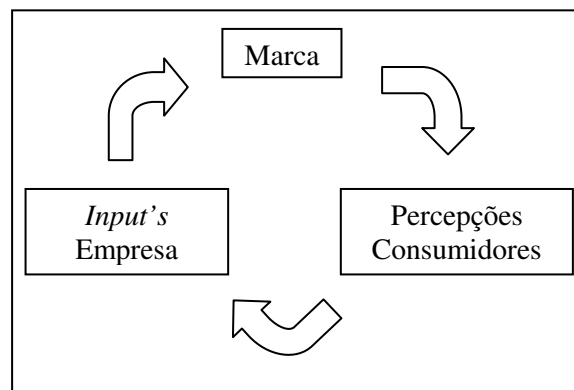 Marca
Input's
Empresa
Percepções
Consumidores